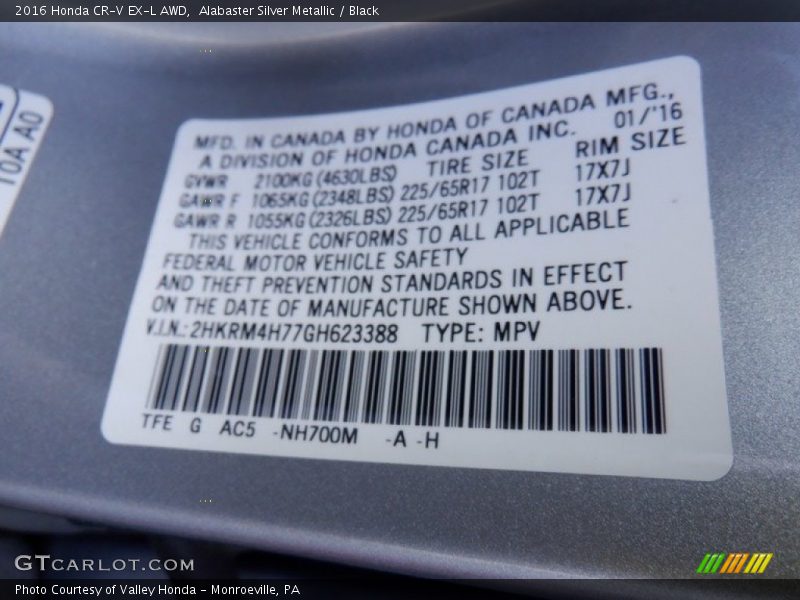 2016 Honda CR-V EX-L AWD, Alabaster Silver Metallic / Black
10A A0
MFD. IN CANADA BY HONDA OF CANADA MFG.,
A DIVISION OF HONDA CANADA INC. 01/'16
GVWR 2100KG (4630LBS) TIRE SIZE RIM SIZE
GAWR F 1065KG (2348LBS) 225/65R17 102T 17X7J
GAWR R 1055KG (2326LBS) 225/65R17 102T 17X7J
THIS VEHICLE CONFORMS TO ALL APPLICABLE
FEDERAL MOTOR VEHICLE SAFETY
AND THEFT PREVENTION STANDARDS IN EFFECT
ON THE DATE OF MANUFACTURE SHOWN ABOVE.
V.I.N.: 2HKRM4H77GH623388 TYPE: MPV
TFE G AC5 -NH700M -A -H
GTCARLOT.COM
Photo Courtesy of Valley Honda - Monroeville, PA